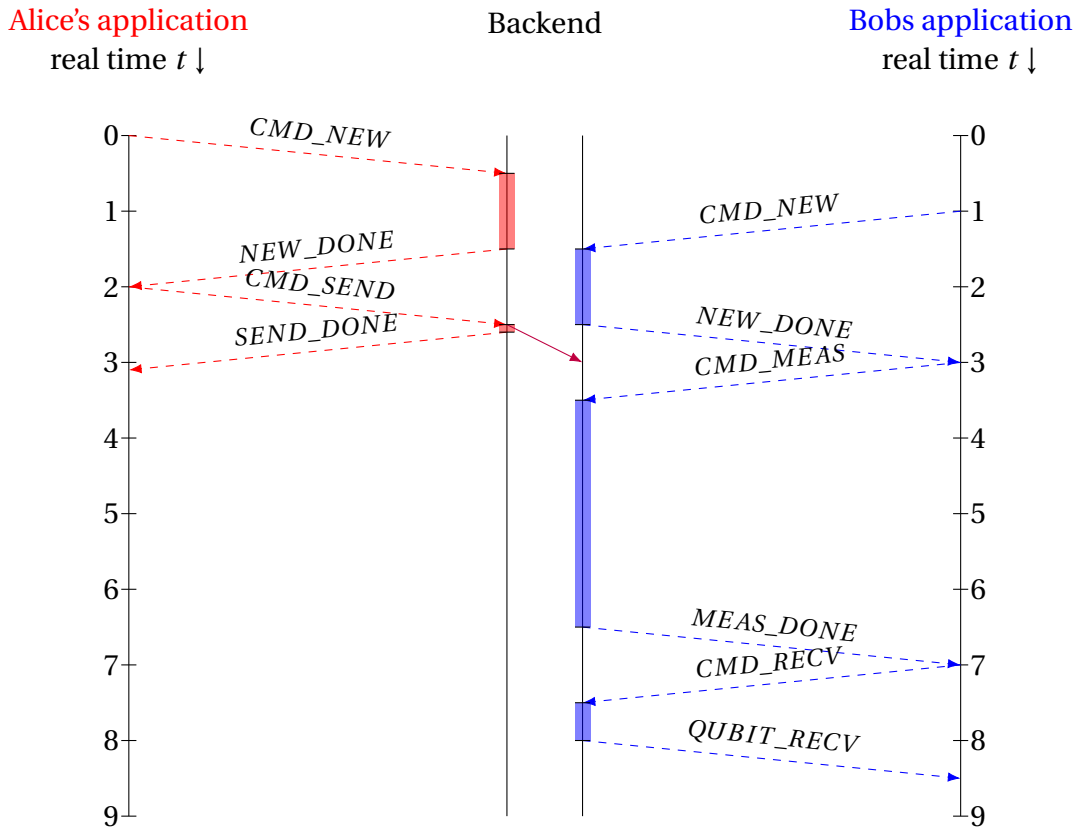 Alice's application
real time t ↓
Backend
Bobs application
real time t ↓
0
1
2
3
4
5
6
7
8
9
CMD_NEW
NEW_DONE
CMD_SEND
SEND_DONE
CMD_NEW
NEW_DONE
CMD_MEAS
MEAS_DONE
CMD_RECV
QUBIT_RECV
0
1
2
3
4
5
6
7
8
9